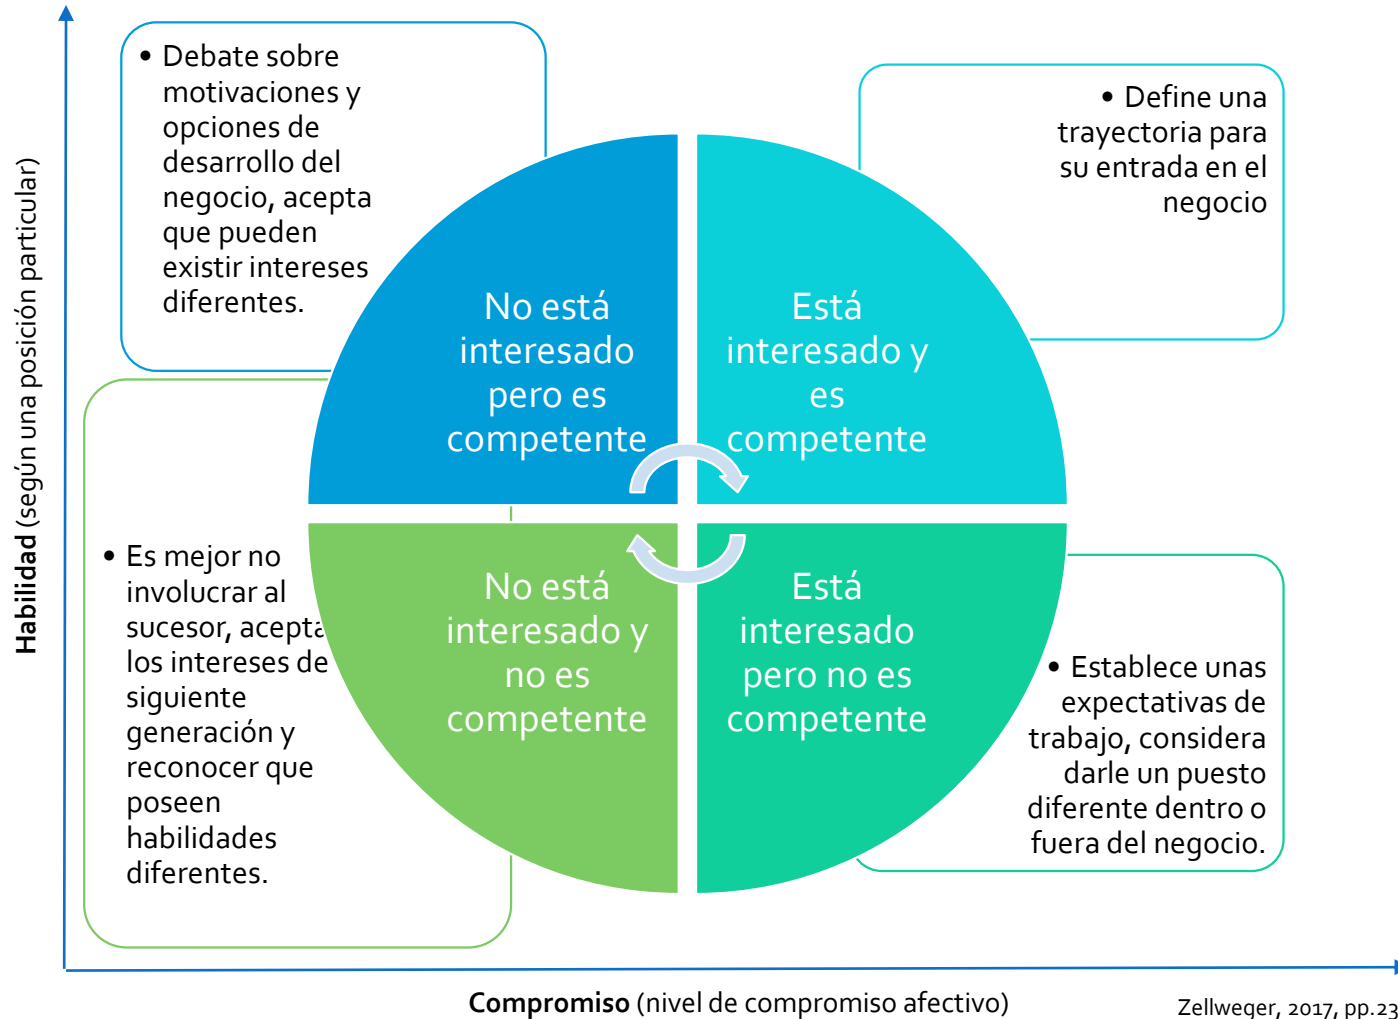 • Debate sobre
motivaciones y
opciones de
desarrollo del
negocio, acepta
que pueden
existir intereses
diferentes.
• Define una
trayectoria para
su entrada en el
negocio
No está
interesado
pero es
competente
Está
interesado y
es
competente
Habilidad (según una posición particular)
• Es mejor no
involucrar al
sucesor, acepta
los intereses de
siguiente
generación y
reconocer que
poseen
habilidades
diferentes.
No está
interesado y
no es
competente
Está
interesado
pero no es
competente
• Establece unas
expectativas de
trabajo, considera
darle un puesto
diferente dentro o
fuera del negocio.
Compromiso (nivel de compromiso afectivo)
Zellweger, 2017, pp.23